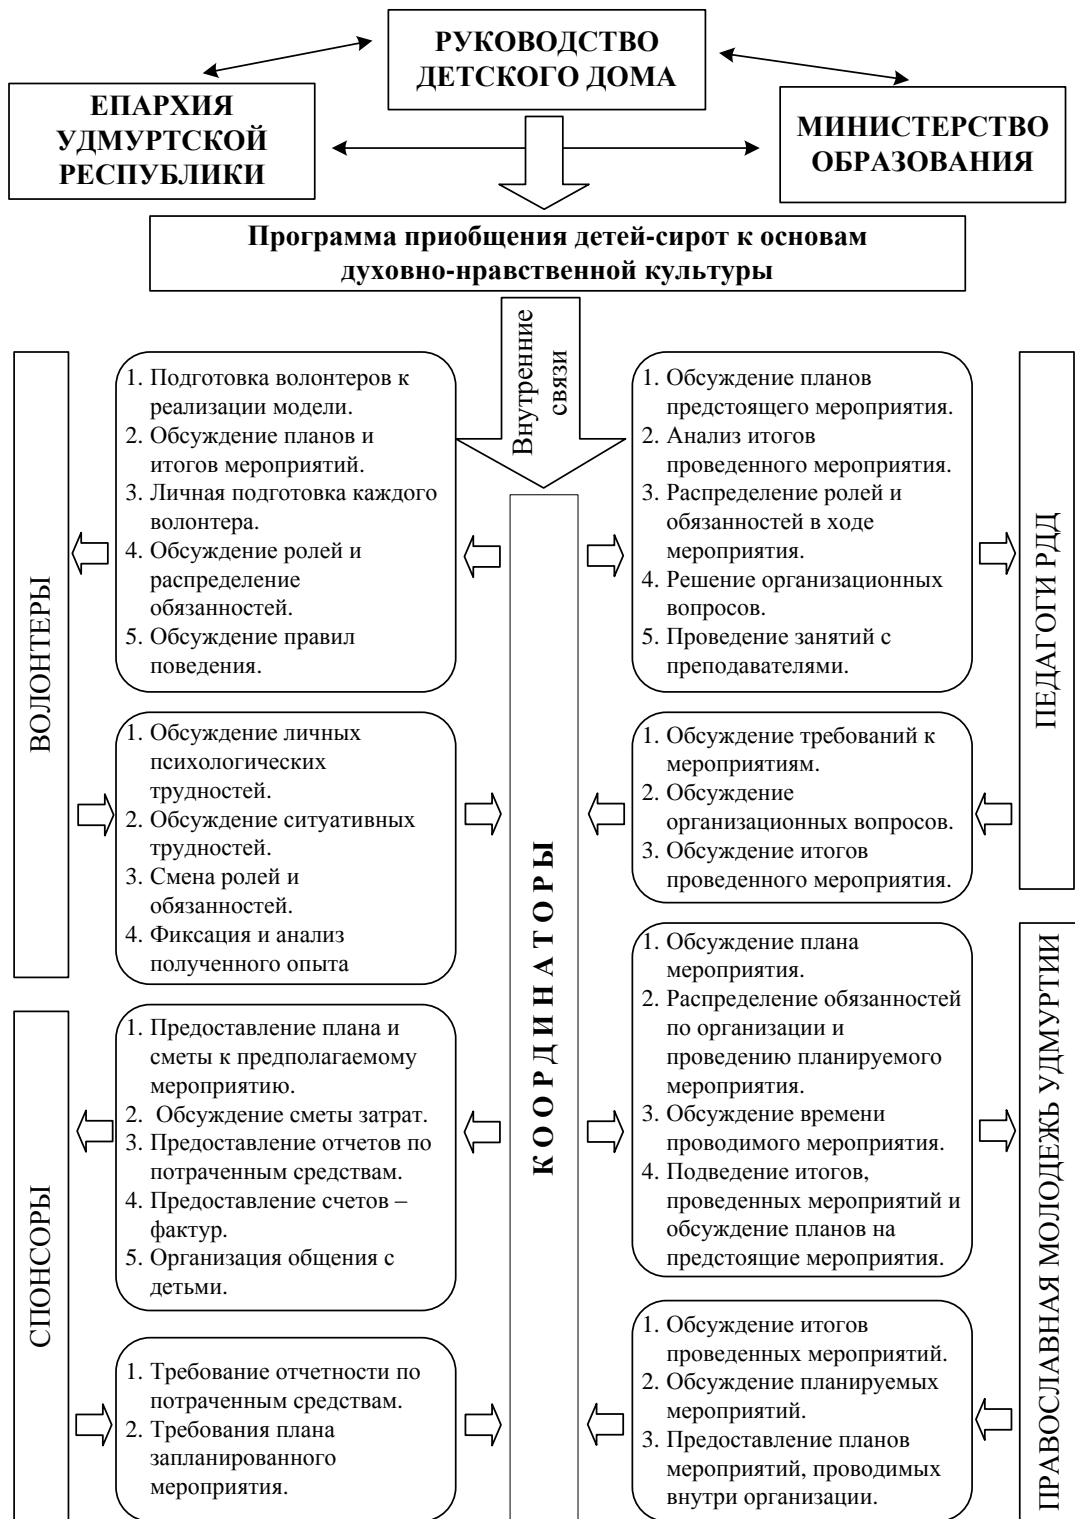 РУКОВОДСТВО
ДЕТСКОГО ДОМА
ЕПАРХИЯ
УДМУРТСКОЙ
РЕСПУБЛИКИ
МИНИСТЕРСТВО
ОБРАЗОВАНИЯ
Программа приобщения детей-сирот к основам
духовно-нравственной культуры
Внутренние
связи
ВОЛОНТЕРЫ
1. Подготовка волонтеров к
реализации модели.
2. Обсуждение планов и
итогов мероприятий.
3. Личная подготовка каждого
волонтера.
4. Обсуждение ролей и
распределение
обязанностей.
5. Обсуждение правил
поведения.
1. Обсуждение личных
психологических
трудностей.
2. Обсуждение ситуативных
трудностей.
3. Смена ролей и
обязанностей.
4. Фиксация и анализ
полученного опыта
СПОНСОРЫ
1. Предоставление плана и
сметы к предполагаемому
мероприятию.
2. Обсуждение сметы затрат.
3. Предоставление отчетов по
потраченным средствам.
4. Предоставление счетов –
фактур.
5. Организация общения с
детьми.
1. Требование отчетности по
потраченным средствам.
2. Требования плана
запланированного
мероприятия.
КООРДИНАТОРЫ
1. Обсуждение планов
предстоящего мероприятия.
2. Анализ итогов
проведенного мероприятия.
3. Распределение ролей и
обязанностей в ходе
мероприятия.
4. Решение организационных
вопросов.
5. Проведение занятий с
преподавателями.
1. Обсуждение требований к
мероприятиям.
2. Обсуждение
организационных вопросов.
3. Обсуждение итогов
проведенного мероприятия.
ПЕДАГОГИ РДД
1. Обсуждение плана
мероприятия.
2. Распределение обязанностей
по организации и
проведению планируемого
мероприятия.
3. Обсуждение времени
проводимого мероприятия.
4. Подведение итогов,
проведенных мероприятий и
обсуждение планов на
предстоящие мероприятия.
1. Обсуждение итогов
проведенных мероприятий.
2. Обсуждение планируемых
мероприятий.
3. Предоставление планов
мероприятий, проводимых
внутри организации.
ПРАВОСЛАВНАЯ МОЛОДЕЖЬ УДМУРТИИ